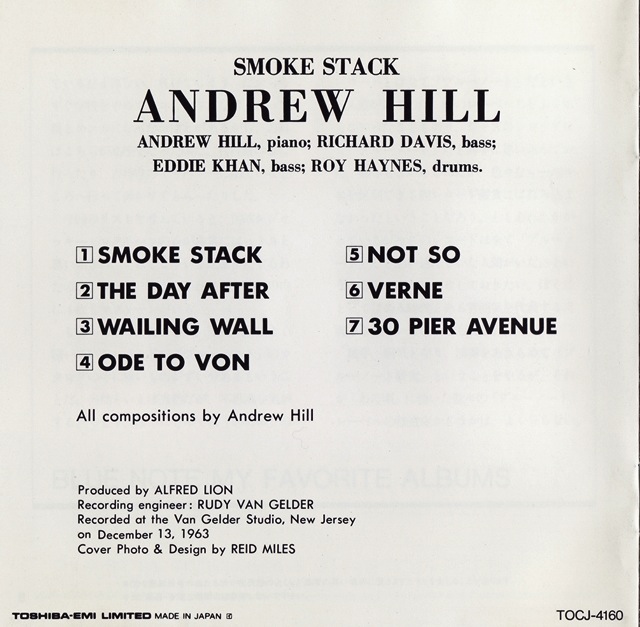 SMOKE STACK
ANDREW HILL
ANDREW HILL, piano; RICHARD DAVIS, bass;
EDDIE KHAN, bass; ROY HAYNES, drums.
1 SMOKE STACK
2 THE DAY AFTER
3 WAILING WALL
4 ODE TO VON
5 NOT SO
6 VERNE
7 30 PIER AVENUE
All compositions by Andrew Hill
BLUE NOTE MY FAVORITE ALBUMS
Produced by ALFRED LION
Recording engineer: RUDY VAN GELDER
Recorded at the Van Gelder Studio, New Jersey
on December 13, 1963
Cover Photo & Design by REID MILES
TOSHIBA-EMI LIMITED MADE IN JAPAN
TOCJ-4160